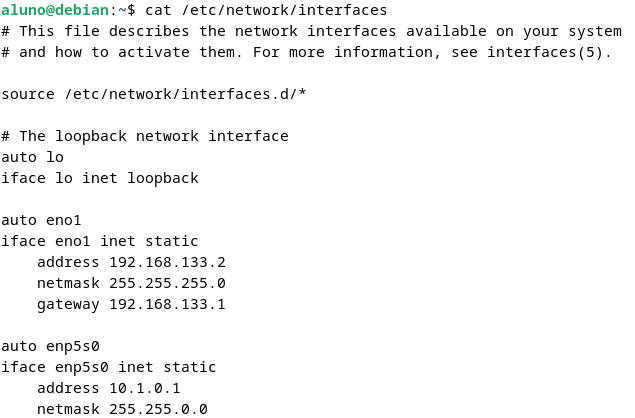 aluno@debian:~$ cat /etc/network/interfaces
# This file describes the network interfaces available on your system
# and how to activate them. For more information, see interfaces(5).
source /etc/network/interfaces.d/*
# The loopback network interface
auto lo
iface lo inet loopback
auto eno1
iface eno1 inet static
    address 192.168.133.2
    netmask 255.255.255.0
    gateway 192.168.133.1
auto enp5s0
iface enp5s0 inet static
    address 10.1.0.1
    netmask 255.255.0.0